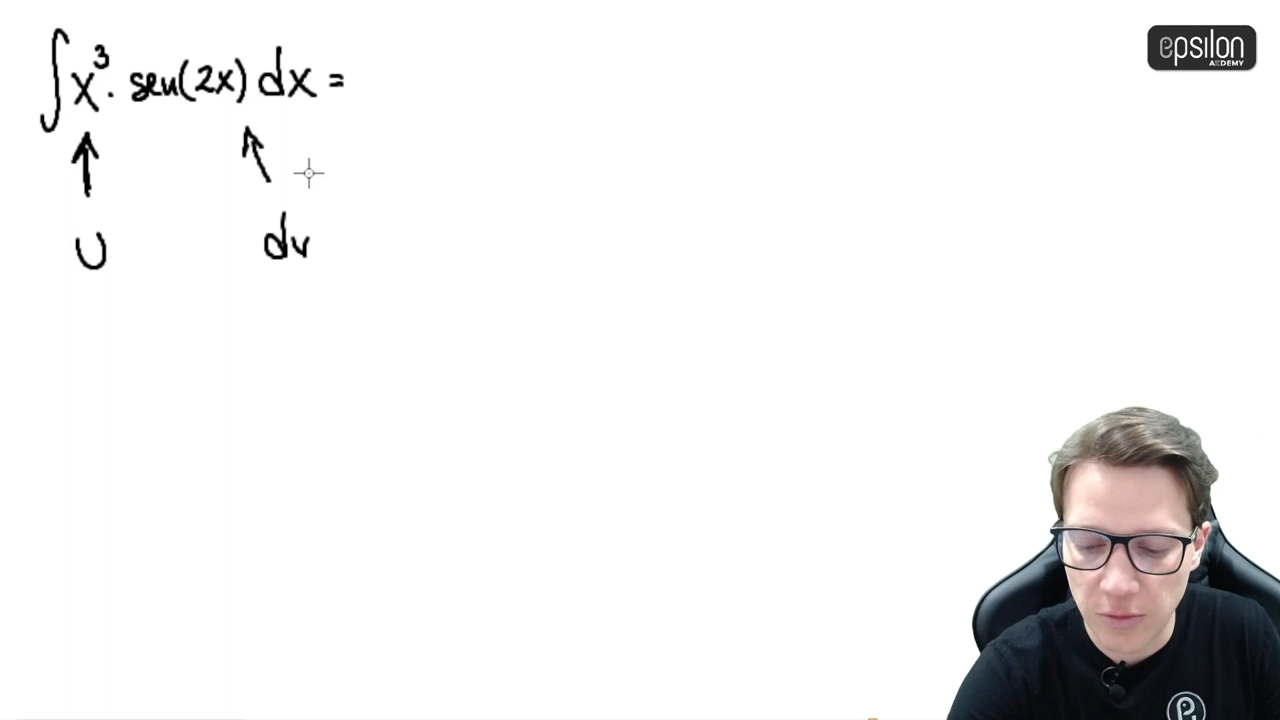 ∫x³. sen(2x) dx =
U dv
epsilon
ACADEMY